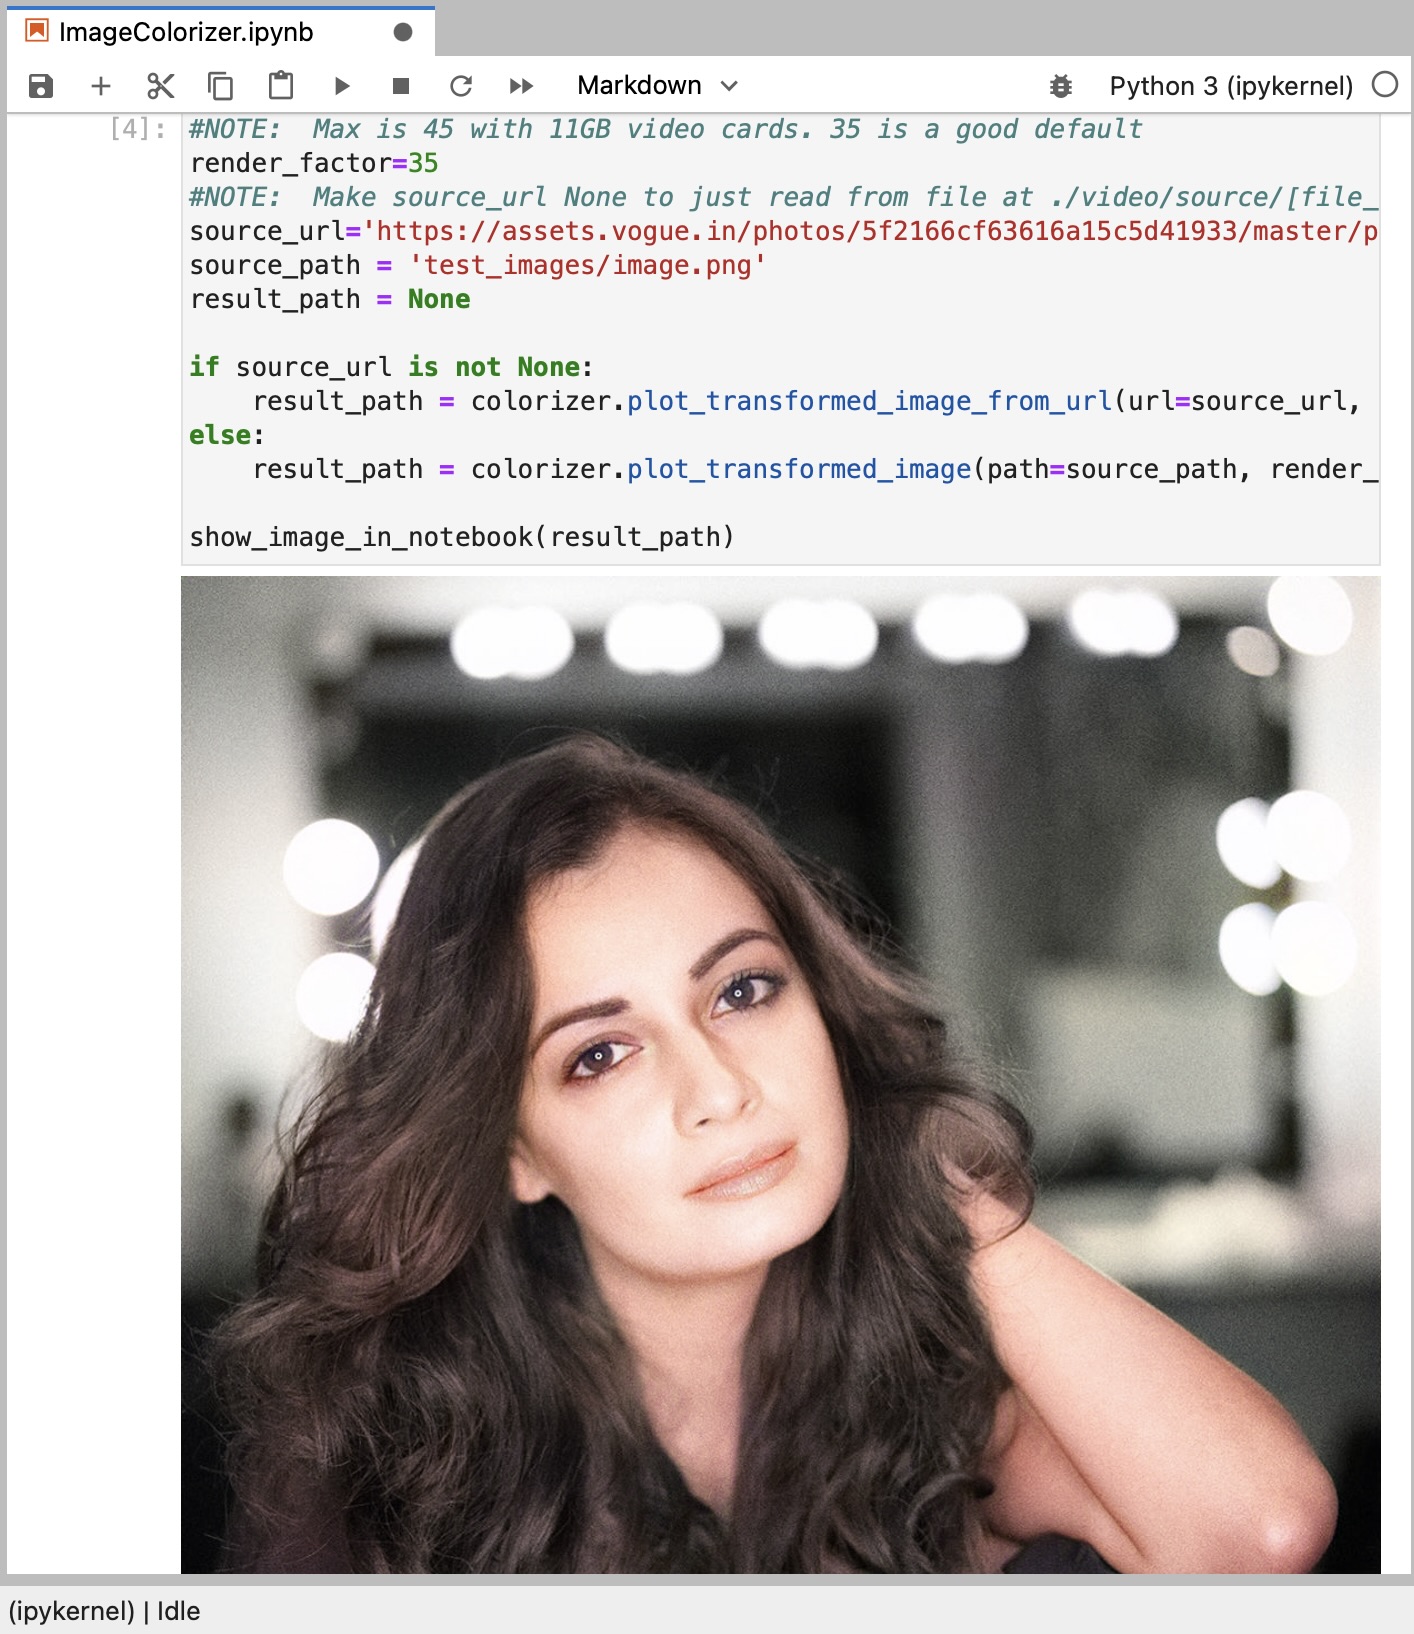 ImageColorizer.ipynb
Markdown
Python 3 (ipykernel)
[4]: #NOTE:  Max is 45 with 11GB video cards. 35 is a good default
render_factor=35
#NOTE:  Make source_url None to just read from file at ./video/source/[file_
source_url='https://assets.vogue.in/photos/5f2166cf63616a15c5d41933/master/p
source_path = 'test_images/image.png'
result_path = None
if source_url is not None:
    result_path = colorizer.plot_transformed_image_from_url(url=source_url,
else:
    result_path = colorizer.plot_transformed_image(path=source_path, render_
show_image_in_notebook(result_path)
(ipykernel) | Idle